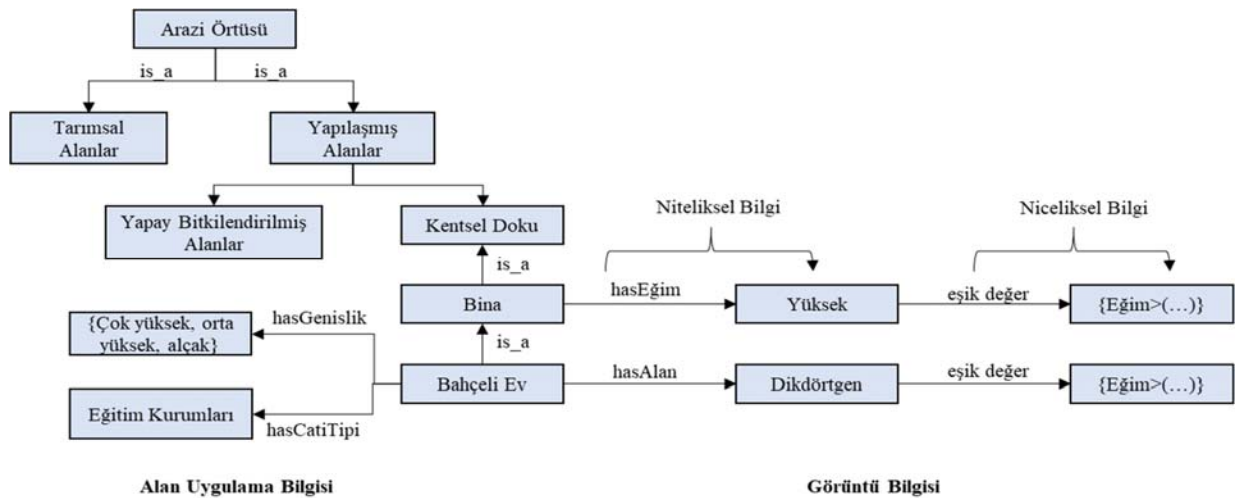 Arazi Örtüsü
is_a
is_a
Tarımsal
Alanlar
Yapılaşmış
Alanlar
Yapay Bitkilendirilmiş
Alanlar
Kentsel Doku
Niteliksel Bilgi
Niceliksel Bilgi
is_a
Bina
hasEğim
Yüksek
eşik değer
{Eğim>(…)}
{Çok yüksek, orta
yüksek, alçak}
hasGenislik
is_a
Bahçeli Ev
hasAlan
Dikdörtgen
eşik değer
{Eğim>(…)}
Eğitim Kurumları
hasCatiTipi
Alan Uygulama Bilgisi
Görüntü Bilgisi